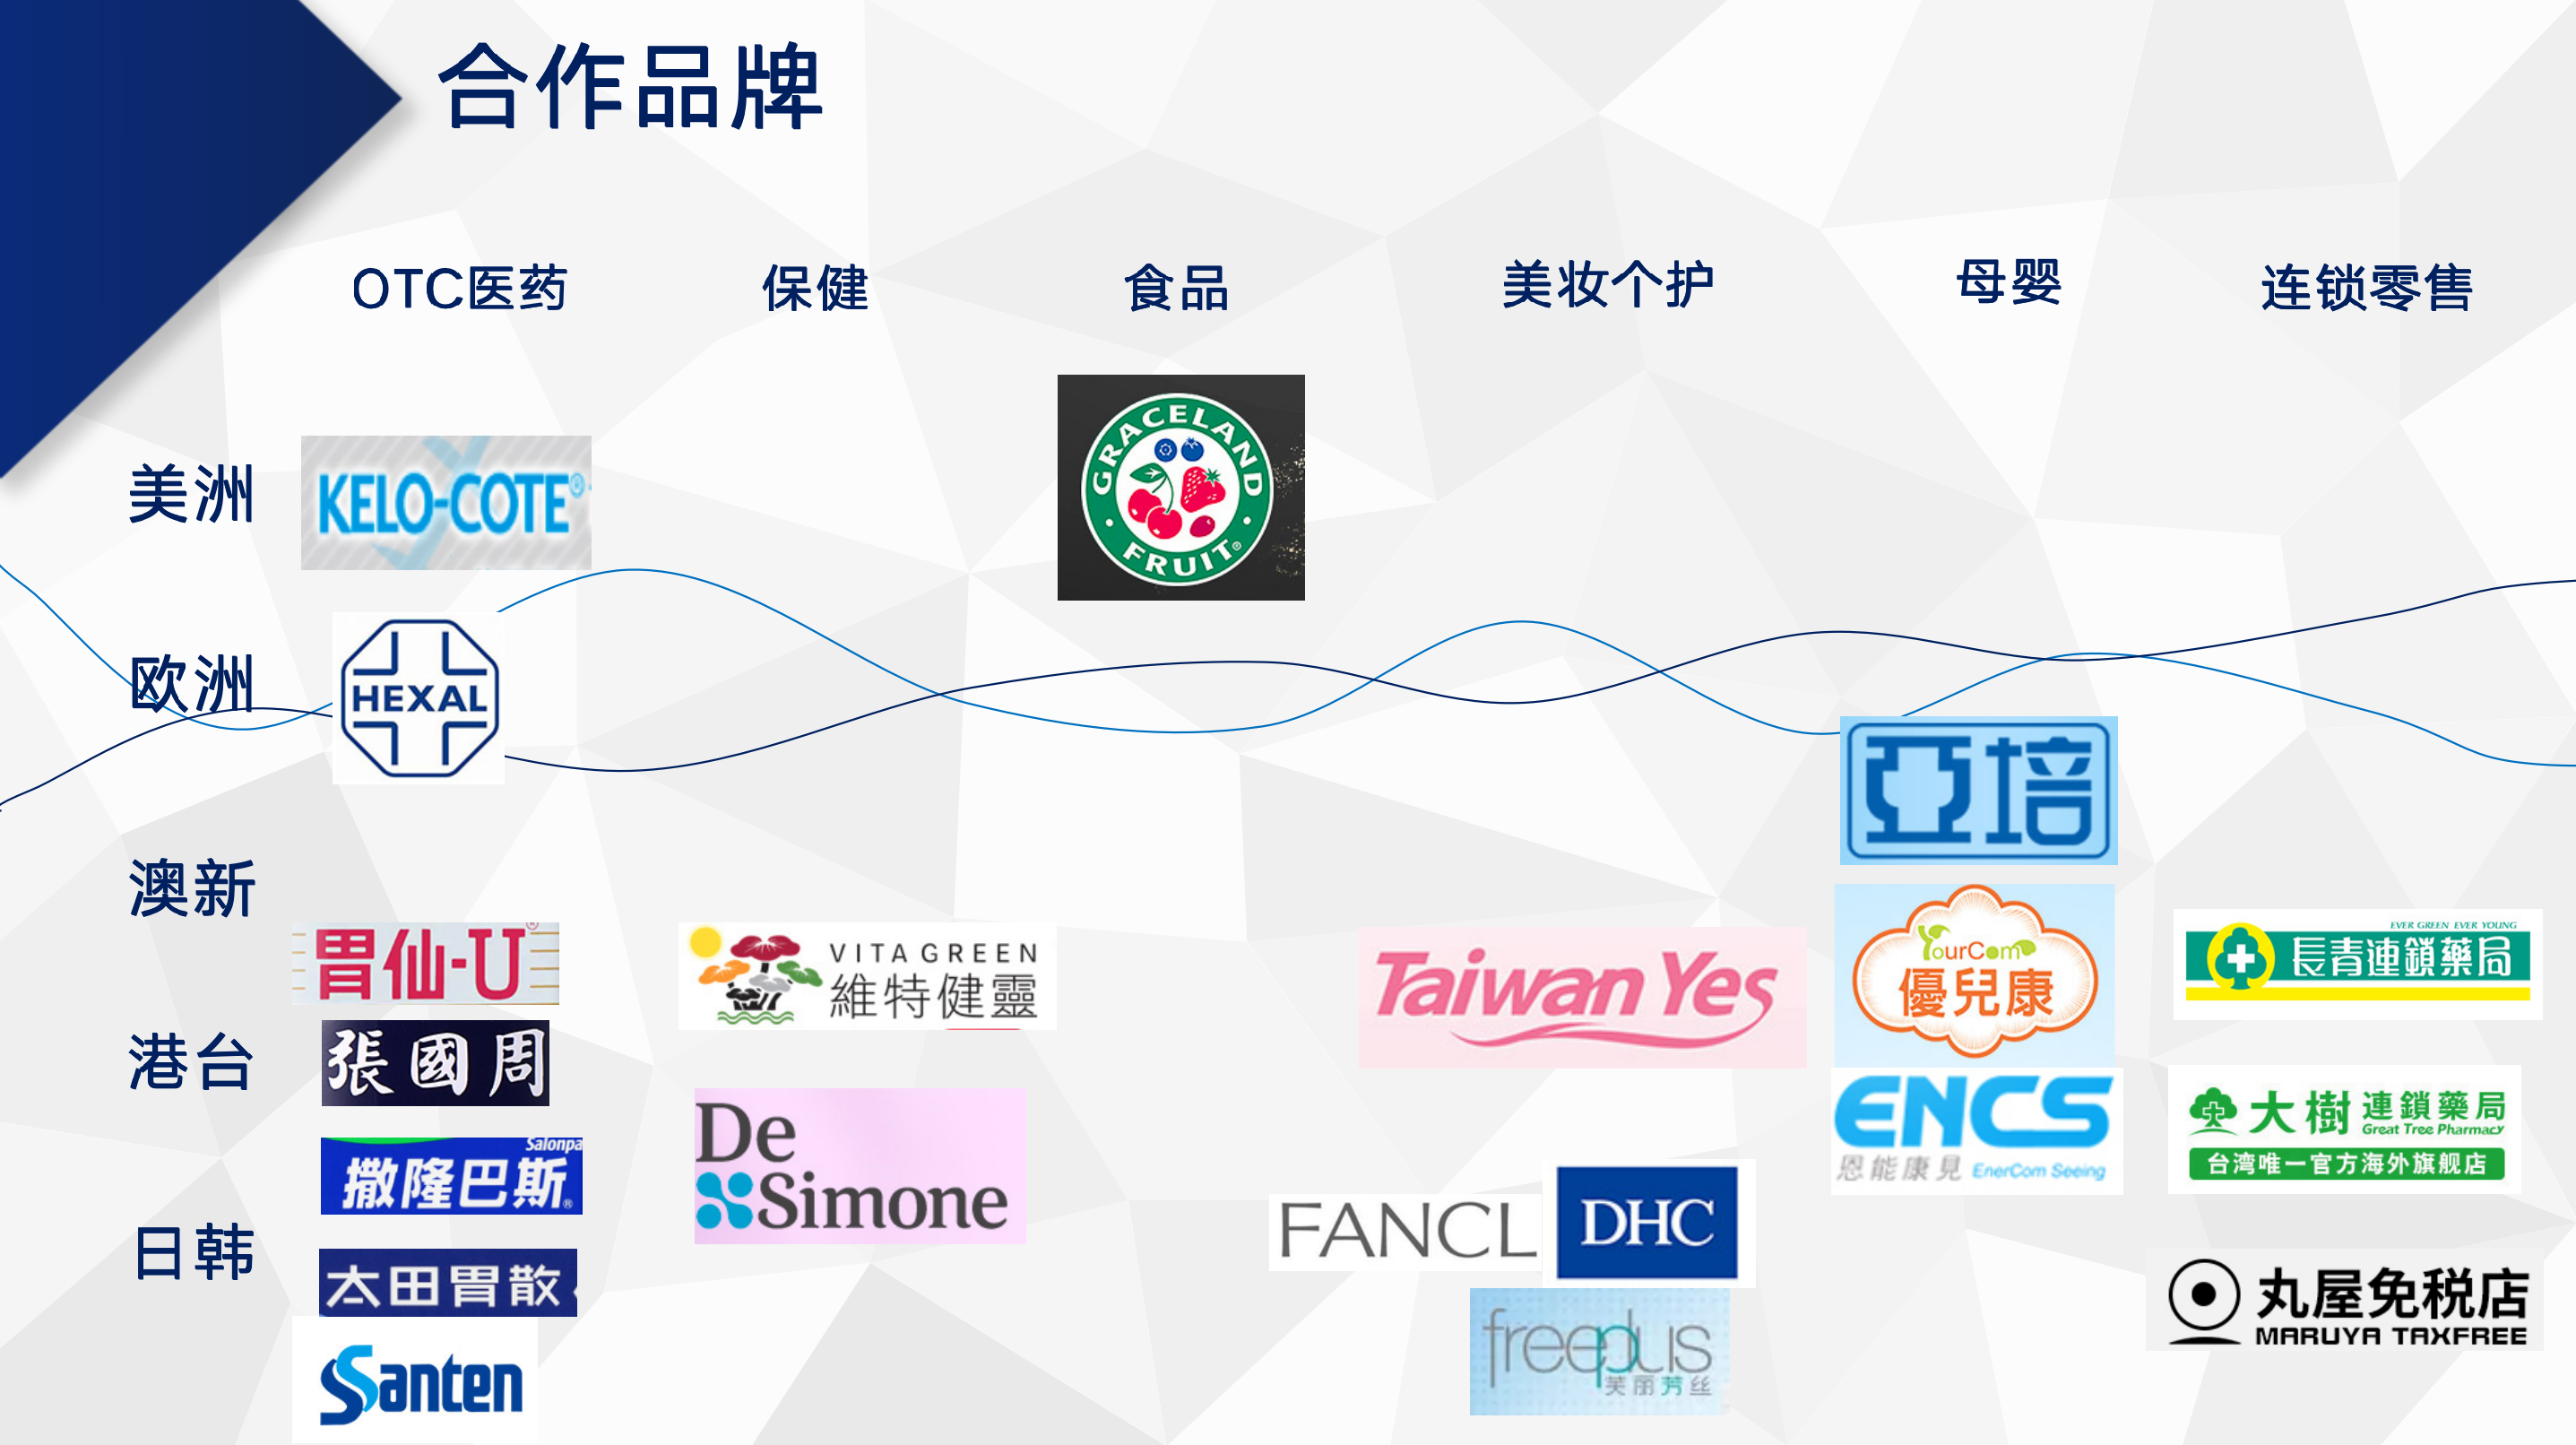 合作品牌
OTC医药
保健
食品
美妆个护
母婴
连锁零售
美洲
KELO-COTE®
GRACELAND
FRUIT®
欧洲
HEXAL
亞培
澳新
胃仙-U®
VITA GREEN
維特健靈
Taiwan Yes
YourCom
優兒康
EVER GREEN EVER YOUNG
長青連鎖藥局
港台
張國周
De
Simone
ENCS
恩能康見 EnerCom Seeing
大樹 連鎖藥局
Great Tree Pharmacy
台湾唯一官方海外旗舰店
Salonpa
撒隆巴斯®
日韩
太田胃散
FANCL
DHC
丸屋免税店
MARUYA TAXFREE
freeplus
芙丽芳丝
Santen